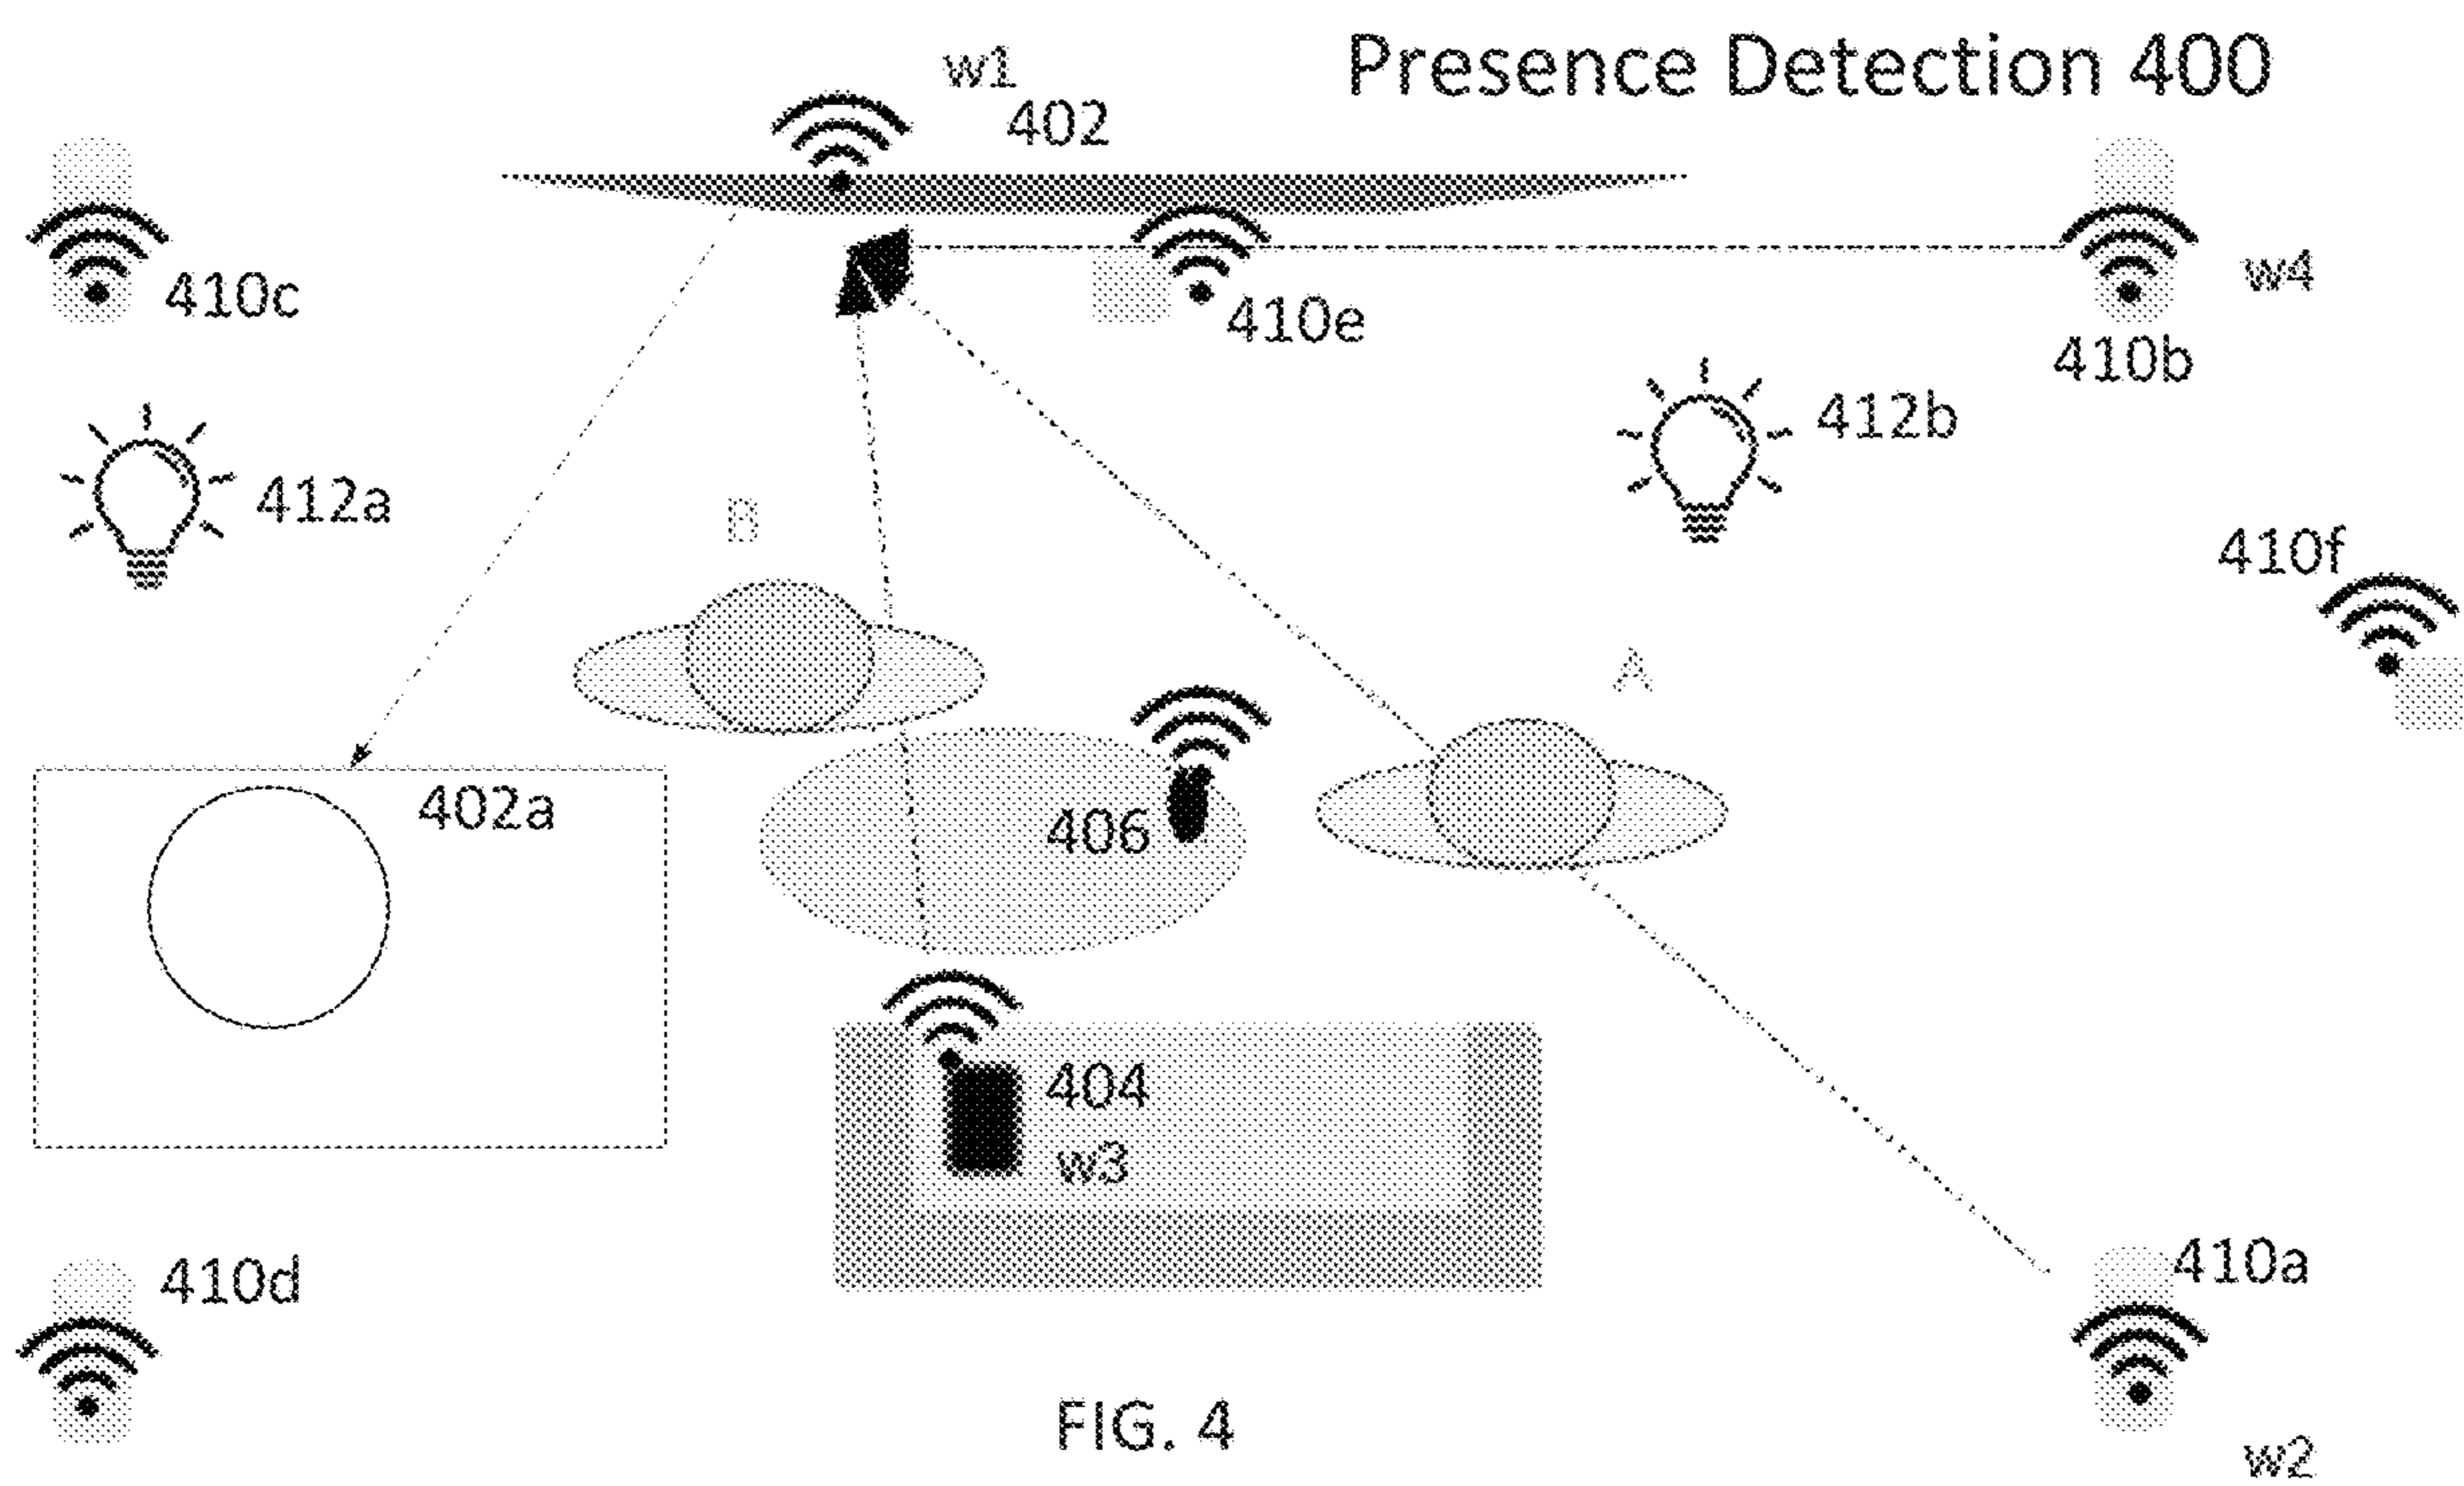 Presence Detection 400
w1
402
410c
410e
w4
410b
412a
412b
B
410f
A
402a
406
404
w3
410d
410a
FIG. 4
w2